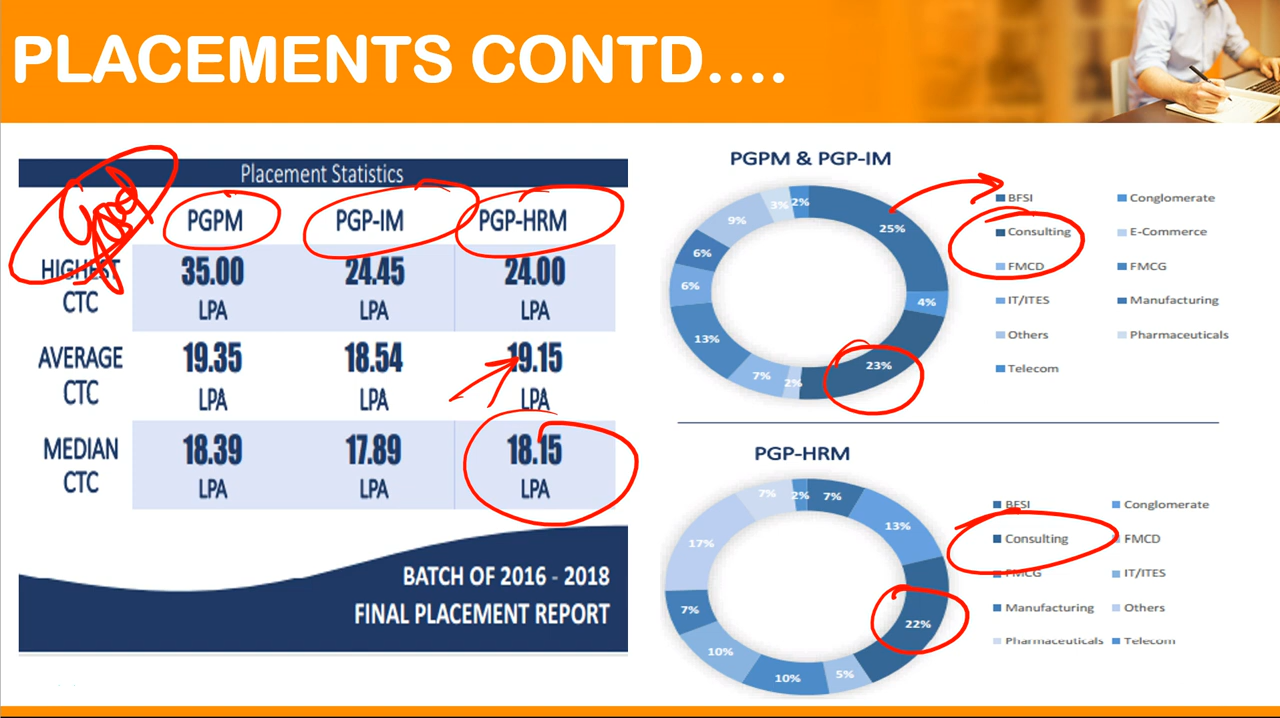 PLACEMENTS CONTD....
Placement Statistics
PGPM PGP-IM PGP-HRM
HIGHEST CTC 35.00 LPA 24.45 LPA 24.00 LPA
AVERAGE CTC 19.35 LPA 18.54 LPA 19.15 LPA
MEDIAN CTC 18.39 LPA 17.89 LPA 18.15 LPA
BATCH OF 2016 - 2018
FINAL PLACEMENT REPORT
PGPM & PGP-IM
25%
4%
23%
2%
7%
13%
6%
6%
9%
3%
2%
BFSI Conglomerate
Consulting E-Commerce
FMCD FMCG
IT/ITES Manufacturing
Others Pharmaceuticals
Telecom
PGP-HRM
7%
13%
22%
5%
10%
10%
7%
17%
7%
2%
BFSI Conglomerate
Consulting FMCD
FMCG IT/ITES
Manufacturing Others
Pharmaceuticals Telecom